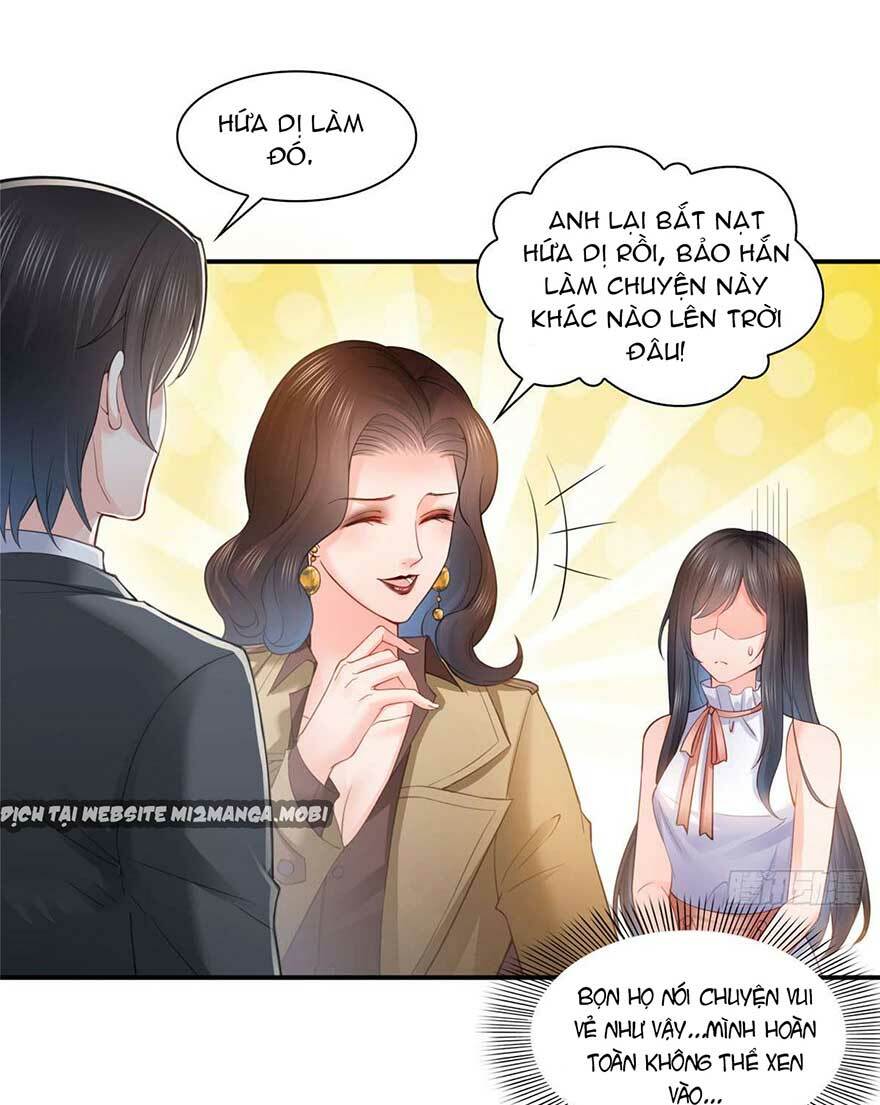 HỨA DỊ LÀM
ĐÓ.
ANH LẠI BẮT NẠT
HỨA DỊ RỒI, BẢO HẮN
LÀM CHUYỆN NÀY
KHÁC NÀO LÊN TRỜI
ĐÂU!
DỊCH TẠI WEBSITE MI2MANGA.MOBI
BỌN HỌ NÓI CHUYỆN VUI
VẺ NHƯ VẬY...MÌNH HOÀN
TOÀN KHÔNG THỂ XEN
VÀO...